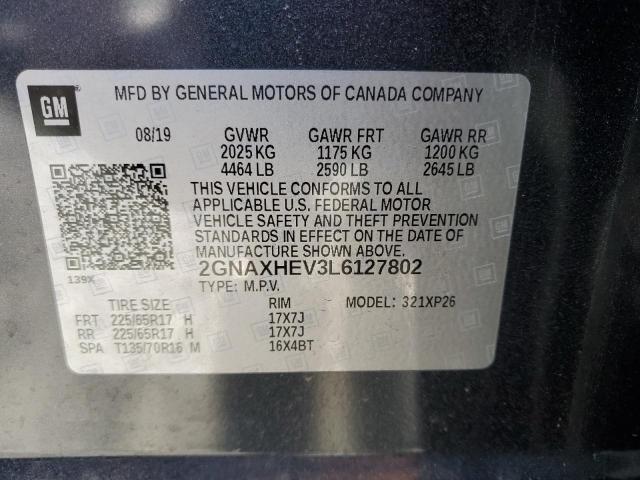 GM
MFD BY GENERAL MOTORS OF CANADA COMPANY
08/19 GVWR GAWR FRT GAWR RR
2025 KG 1175 KG 1200 KG
4464 LB 2590 LB 2645 LB
THIS VEHICLE CONFORMS TO ALL
APPLICABLE U.S. FEDERAL MOTOR
VEHICLE SAFETY AND THEFT PREVENTION
STANDARDS IN EFFECT ON THE DATE OF
MANUFACTURE SHOWN ABOVE.
139X 2GNAXHEV3L6127802
TYPE: M.P.V.
TIRE SIZE RIM MODEL: 321XP26
FRT 225/65R17 H 17X7J
RR 225/65R17 H 17X7J
SPA T135/70R16 M 16X4BT